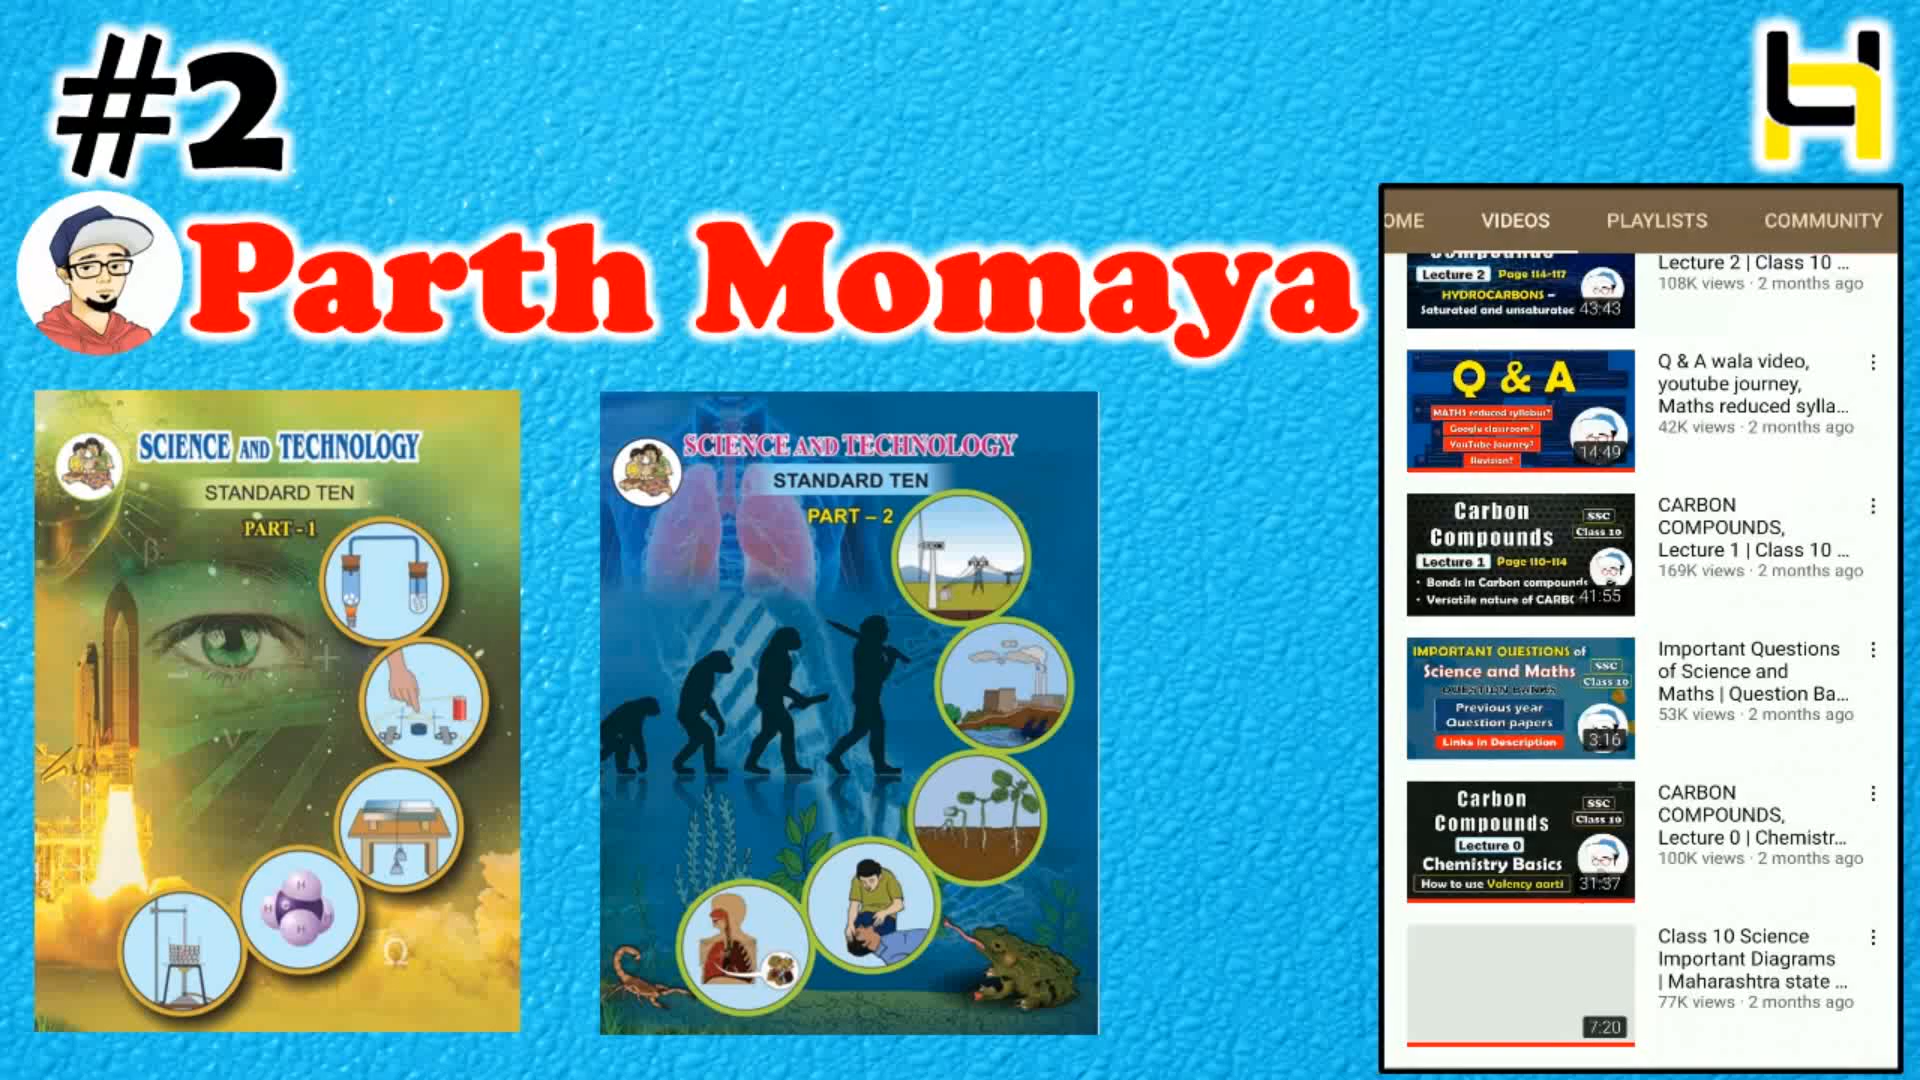 #2
Parth Momaya
SCIENCE AND TECHNOLOGY
STANDARD TEN
PART - 1
β
+
Ω
H
H
H
C
SCIENCE AND TECHNOLOGY
STANDARD TEN
PART – 2
OME
VIDEOS
PLAYLISTS
COMMUNITY
Lecture 2
Page 114-117
HYDROCARBONS –
Saturated and unsaturated
43:43
Lecture 2 | Class 10 ...
108K views · 2 months ago
Q & A
MATHS reduced syllabus?
Google classroom?
YouTube Journey?
Revision?
14:49
Q & A wala video,
youtube journey,
Maths reduced sylla...
42K views · 2 months ago
Carbon
Compounds
SSC
Class 10
Lecture 1
Page 110-114
• Bonds in Carbon compounds
• Versatile nature of CARBO
41:55
CARBON
COMPOUNDS,
Lecture 1 | Class 10 ...
169K views · 2 months ago
IMPORTANT QUESTIONS of
Science and Maths
SSC
Class 10
QUESTION BANKS
Previous year
Question papers
Links in Description
3:16
Important Questions
of Science and
Maths | Question Ba...
53K views · 2 months ago
Carbon
Compounds
SSC
Class 10
Lecture 0
Chemistry Basics
How to use Valency aarti
31:37
CARBON
COMPOUNDS,
Lecture 0 | Chemistr...
100K views · 2 months ago
7:20
Class 10 Science
Important Diagrams
| Maharashtra state ...
77K views · 2 months ago